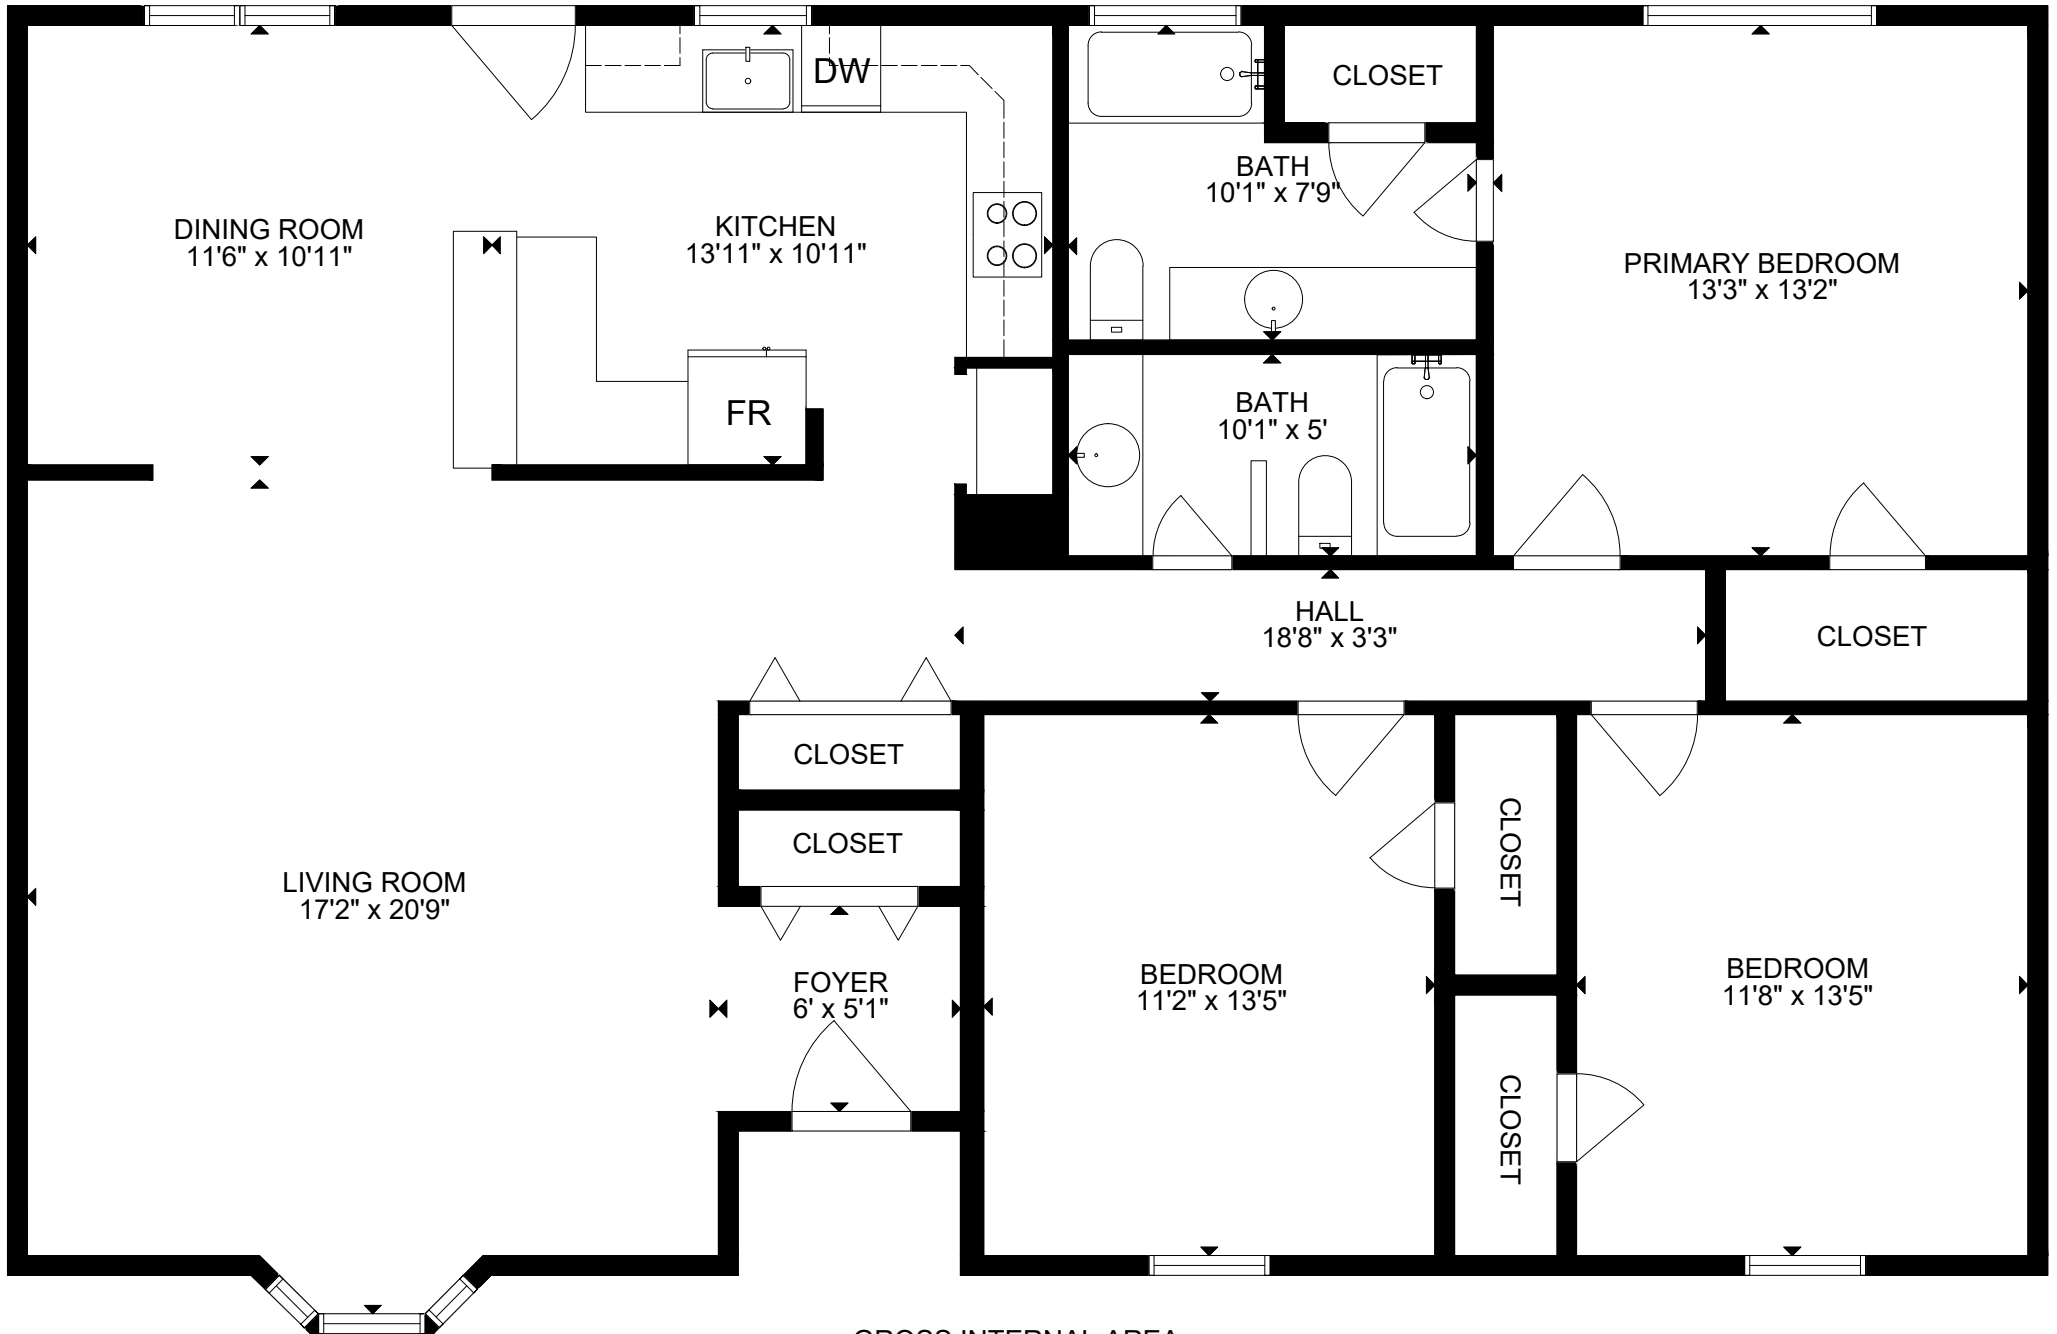 DW
CLOSET
BATH
10'1" x 7'9"
DINING ROOM
11'6" x 10'11"
KITCHEN
13'11" x 10'11"
PRIMARY BEDROOM
13'3" x 13'2"
FR
BATH
10'1" x 5'
HALL
18'8" x 3'3"
CLOSET
CLOSET
CLOSET
CLOSET
LIVING ROOM
17'2" x 20'9"
FOYER
6' x 5'1"
BEDROOM
11'2" x 13'5"
BEDROOM
11'8" x 13'5"
CLOSET
GROSS INTERNAL AREA